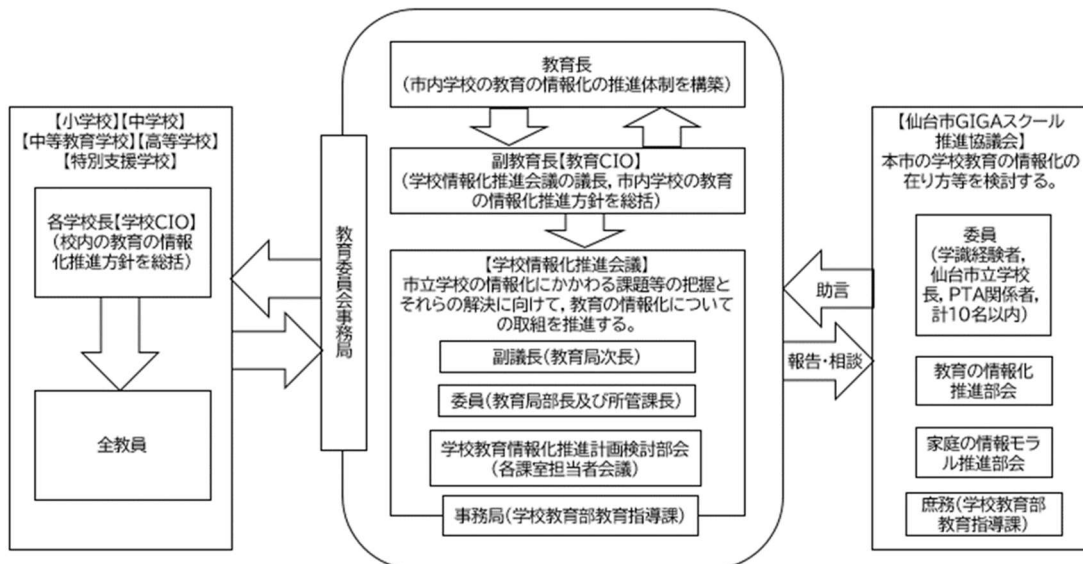 【小学校】【中学校】
【中等教育学校】【高等学校】
【特別支援学校】
各学校長【学校CIO】
(校内の教育の情報
化推進方針を総括)
全教員
教育委員会事務局
教育長
(市内学校の教育の情報化の推進体制を構築)
副教育長【教育CIO】
(学校情報化推進会議の議長,市内学校の教育
の情報化推進方針を総括)
【学校情報化推進会議】
市立学校の情報化にかかわる課題等の把握と
それらの解決に向けて,教育の情報化について
の取組を推進する。
副議長(教育局次長)
委員(教育局部長及び所管課長)
学校教育情報化推進計画検討部会
(各課室担当者会議)
事務局(学校教育部教育指導課)
助言
報告・相談
【仙台市GIGAスクール
推進協議会】
本市の学校教育の情報化の
在り方等を検討する。
委員
(学識経験者,
仙台市立学校
長,PTA関係者,
計10名以内)
教育の情報化
推進部会
家庭の情報モラ
ル推進部会
庶務(学校教育部
教育指導課)